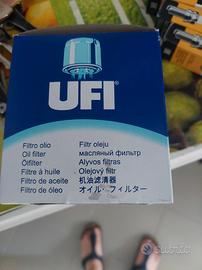 UFI
Filtro olio
Oil filter
Ölfilter
Filtre à huile
Filtro de aceite
Filtro de óleo
Filtr oleju
масляный фильтр
Alyvos filtras
Olejový filtr
机油滤清器
オイル・フィルター
subito